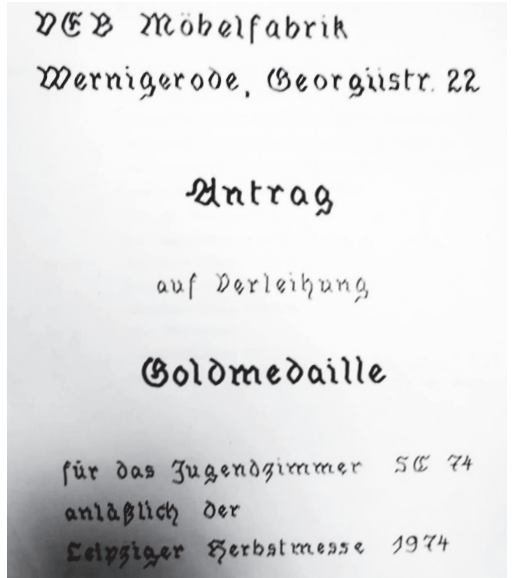 VEB Möbelfabrik
Wernigerode, Georgiistr. 22
Antrag
auf Verleihung
Goldmedaille
für das Jugendzimmer SC 74
anläßlich der
Leipziger Herbstmesse 1974